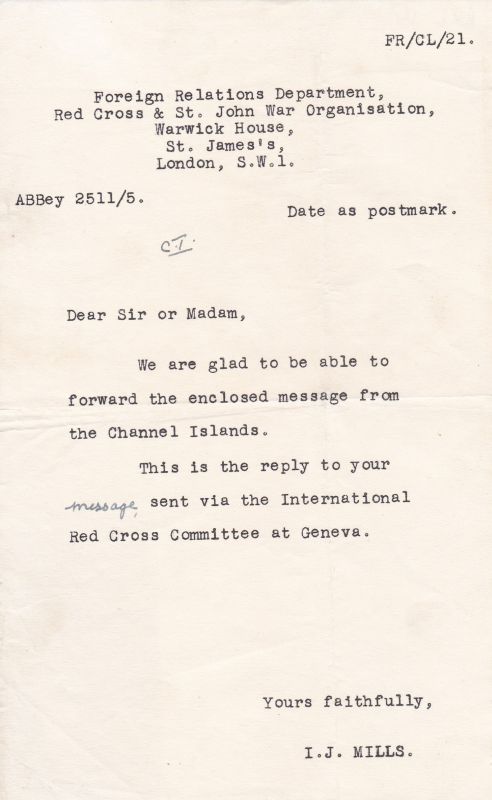 FR/CL/21.
Foreign Relations Department,
Red Cross & St. John War Organisation,
Warwick House,
St. James's,
London, S.W.1.
ABBey 2511/5.
Date as postmark.
C.I.
Dear Sir or Madam,
We are glad to be able to
forward the enclosed message from
the Channel Islands.
This is the reply to your
message, sent via the International
Red Cross Committee at Geneva.
Yours faithfully,
I.J. MILLS.